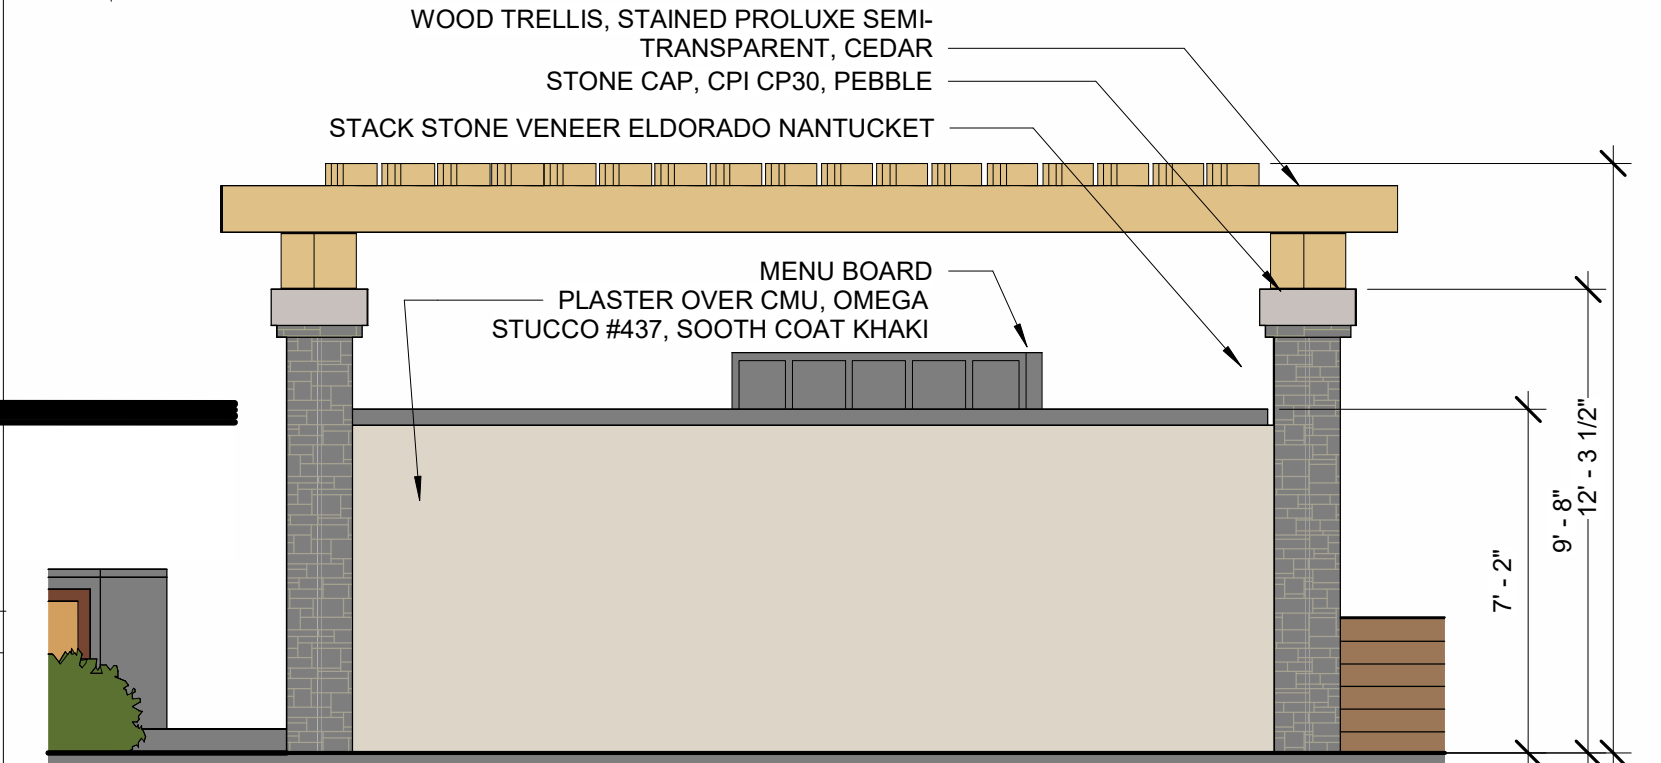 WOOD TRELLIS, STAINED PROLUXE SEMI-
TRANSPARENT, CEDAR
STONE CAP, CPI CP30, PEBBLE
STACK STONE VENEER ELDORADO NANTUCKET
MENU BOARD
PLASTER OVER CMU, OMEGA
STUCCO #437, SOOTH COAT KHAKI
7' - 2"
9' - 8"
12' - 3 1/2"